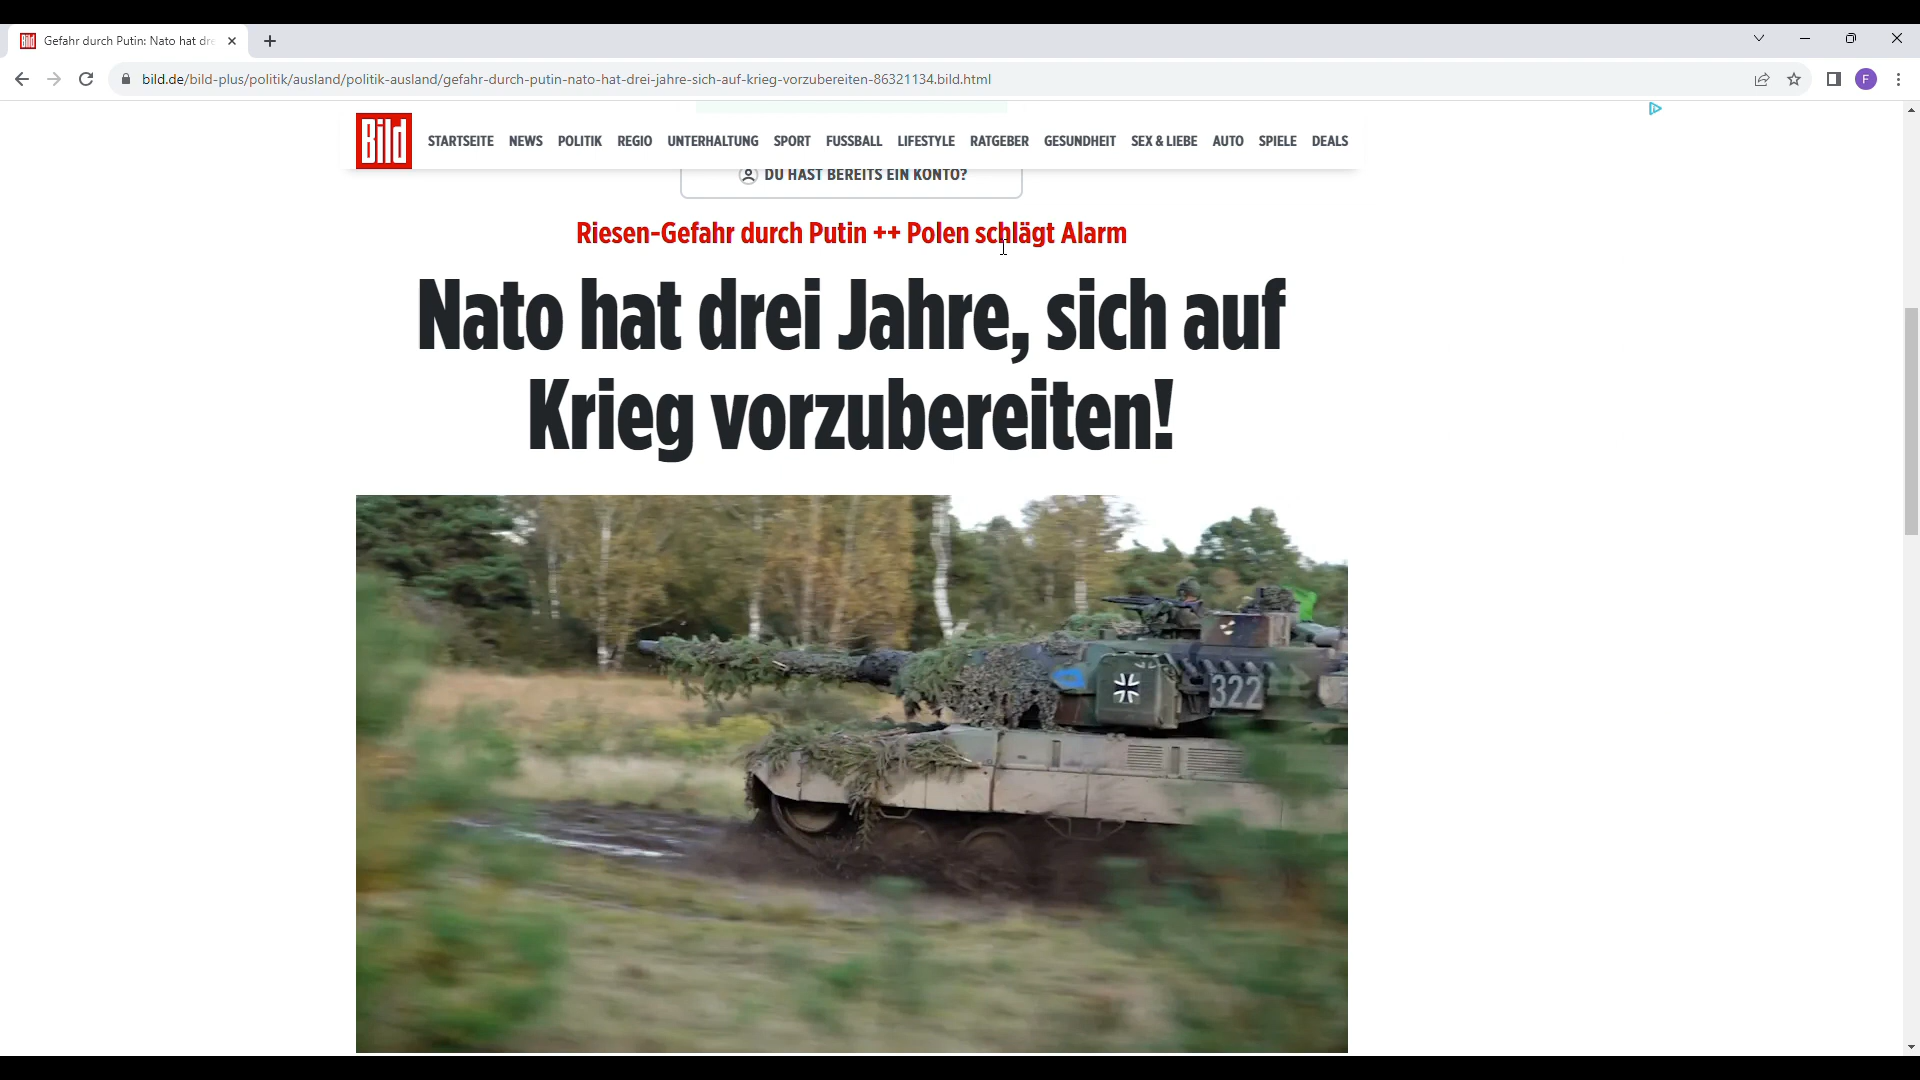 Bild
Gefahr durch Putin: Nato hat dre
bild.de/bild-plus/politik/ausland/politik-ausland/gefahr-durch-putin-nato-hat-drei-jahre-sich-auf-krieg-vorzubereiten-86321134.bild.html
F
Bild
STARTSEITE NEWS POLITIK REGIO UNTERHALTUNG SPORT FUSSBALL LIFESTYLE RATGEBER GESUNDHEIT SEX & LIEBE AUTO SPIELE DEALS
DU HAST BEREITS EIN KONTO?
Riesen-Gefahr durch Putin ++ Polen schlägt Alarm
Nato hat drei Jahre, sich auf
Krieg vorzubereiten!
322